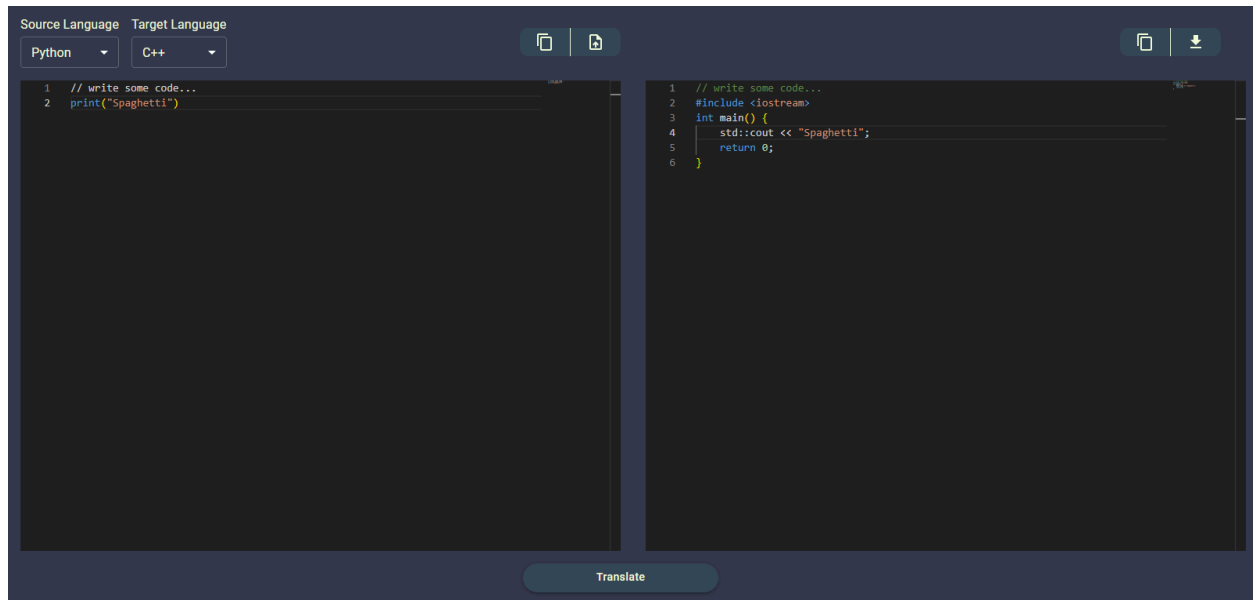 Source Language Target Language
Python C++
1 // write some code...
2 print("Spaghetti")
1 // write some code...
2 #include <iostream>
3 int main() {
4     std::cout << "Spaghetti";
5     return 0;
6 }
Translate